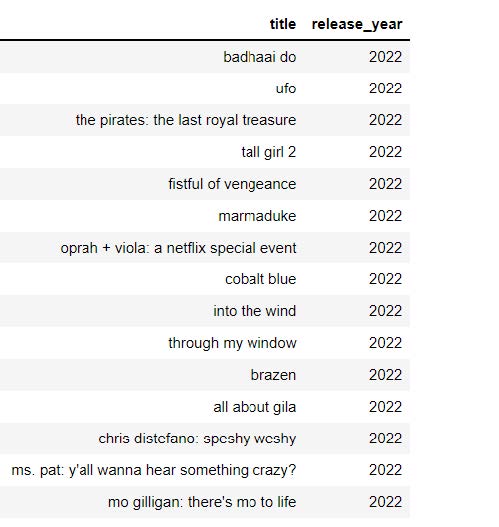 title release_year
badhaai do 2022
ufo 2022
the pirates: the last royal treasure 2022
tall girl 2 2022
fistful of vengeance 2022
marmaduke 2022
oprah + viola: a netflix special event 2022
cobalt blue 2022
into the wind 2022
through my window 2022
brazen 2022
all about gila 2022
chris distefano: speshy weshy 2022
ms. pat: y'all wanna hear something crazy? 2022
mo gilligan: there's mo to life 2022